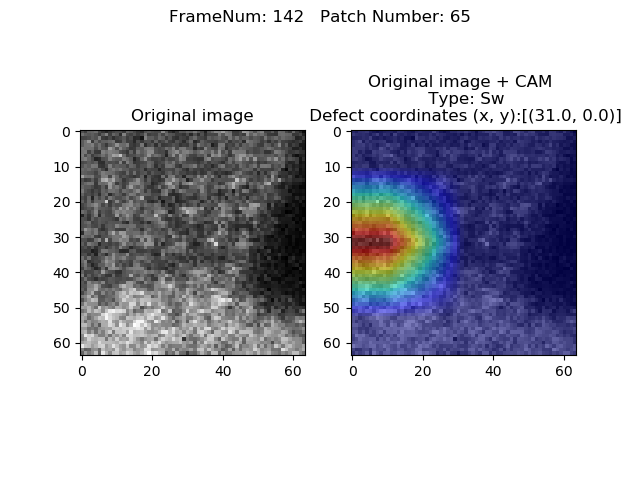 FrameNum: 142   Patch Number: 65
Original image
Original image + CAM
Type: Sw
Defect coordinates (x, y):[(31.0, 0.0)]
0
10
20
30
40
50
60
0 20 40 60
0
10
20
30
40
50
60
0 20 40 60